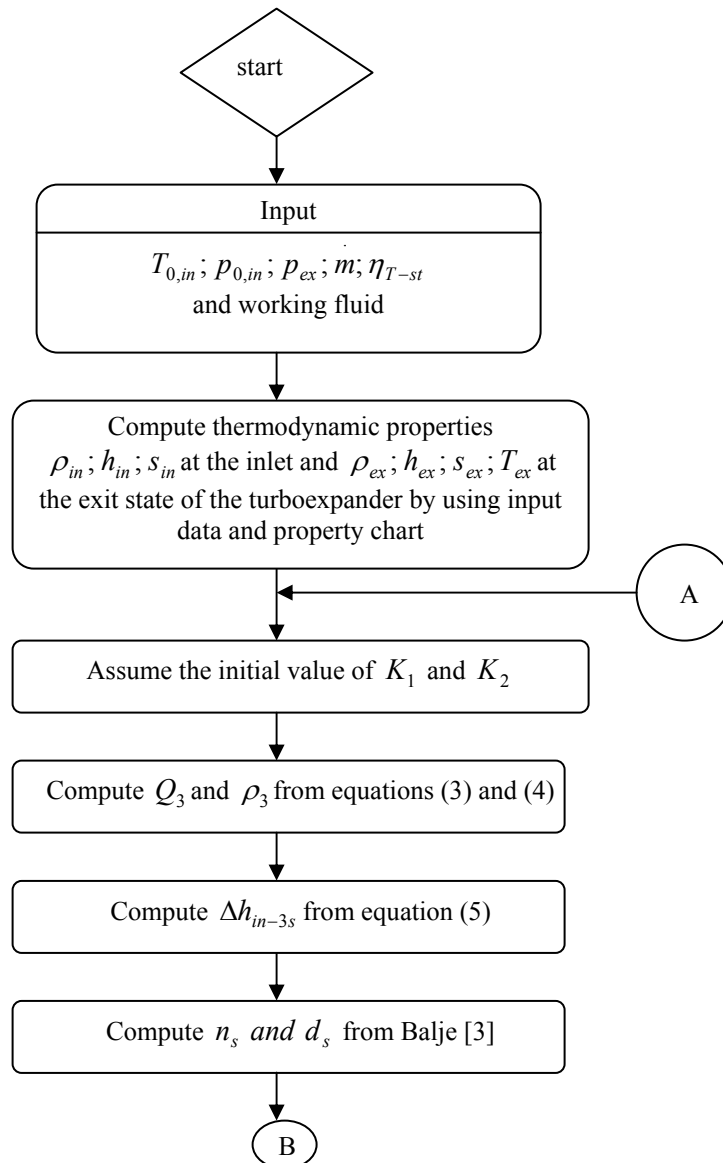 start
Input
T₀,ᵢₙ; p₀,ᵢₙ; pₑₓ; ṁ; η_{T−st}
and working fluid
Compute thermodynamic properties
ρᵢₙ; hᵢₙ; sᵢₙ at the inlet and ρₑₓ; hₑₓ; sₑₓ; Tₑₓ at
the exit state of the turboexpander by using input
data and property chart
A
Assume the initial value of K₁ and K₂
Compute Q₃ and ρ₃ from equations (3) and (4)
Compute Δh_{in−3s} from equation (5)
Compute nₛ and dₛ from Balje [3]
B